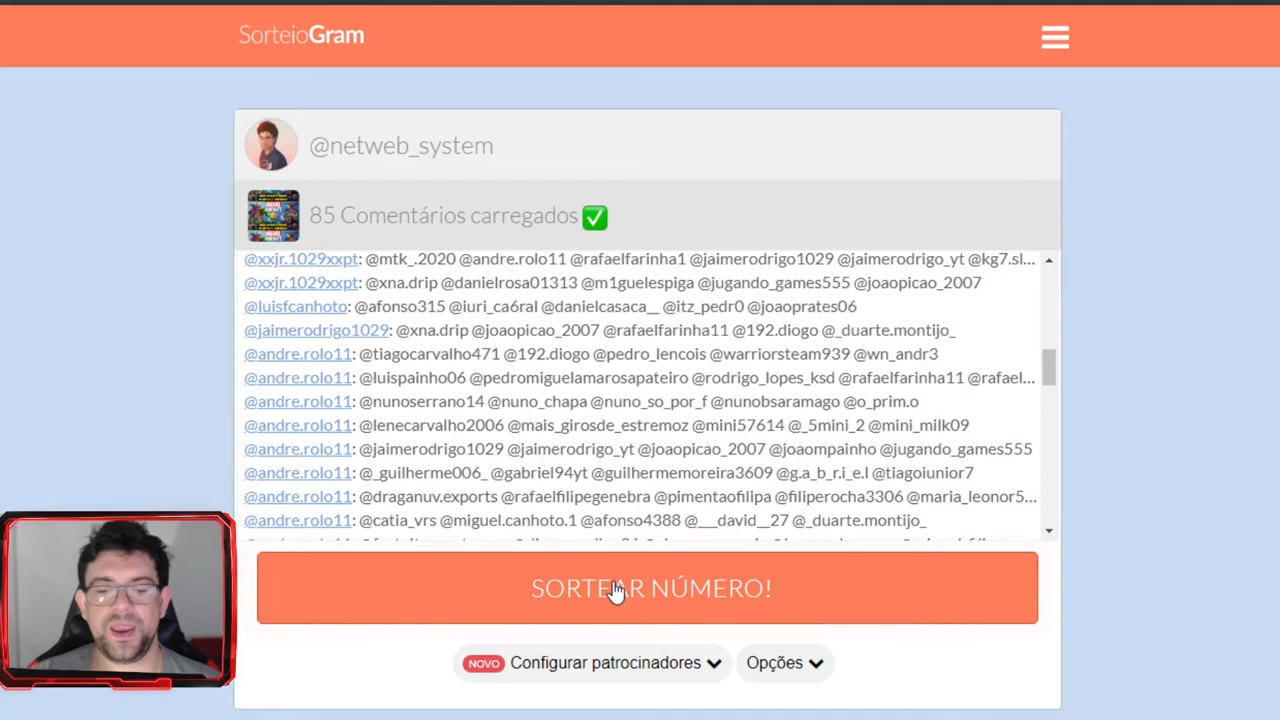 SorteioGram
@netweb_system
85 Comentários carregados
@xxjr.1029xxpt: @mtk_.2020 @andre.rolo11 @rafaelfarinha1 @jaimerodrigo1029 @jaimerodrigo_yt @kg7.sl...
@xxjr.1029xxpt: @xna.drip @danielrosa01313 @m1guelespiga @jugando_games555 @joaopicao_2007
@luisfcanhoto: @afonso315 @iuri_ca6ral @danielcasaca__ @itz_pedr0 @joaoprates06
@jaimerodrigo1029: @xna.drip @joaopicao_2007 @rafaelfarinha11 @192.diogo @_duarte.montijo_
@andre.rolo11: @tiagocarvalho471 @192.diogo @pedro_lencois @warriorsteam939 @wn_andr3
@andre.rolo11: @luispainho06 @pedromiguelamarosapateiro @rodrigo_lopes_ksd @rafaelfarinha11 @rafael...
@andre.rolo11: @nunoserrano14 @nuno_chapa @nuno_so_por_f @nunobsaramago @o_prim.o
@andre.rolo11: @lenecarvalho2006 @mais_girosde_estremoz @mini57614 @_5mini_2 @mini_milk09
@andre.rolo11: @jaimerodrigo1029 @jaimerodrigo_yt @joaopicao_2007 @joaompainho @jugando_games555
@andre.rolo11: @_guilherme006_ @gabriel94yt @guilhermemoreira3609 @g.a_b_r_i_e_l @tiagoiunior7
@andre.rolo11: @draganuv.exports @rafaelfilipegenebra @pimentaofilipa @filiperocha3306 @maria_leonor5...
@andre.rolo11: @catia_vrs @miguel.canhoto.1 @afonso4388 @___david__27 @_duarte.montijo_
SORTEAR NÚMERO!
NOVO Configurar patrocinadores
Opções